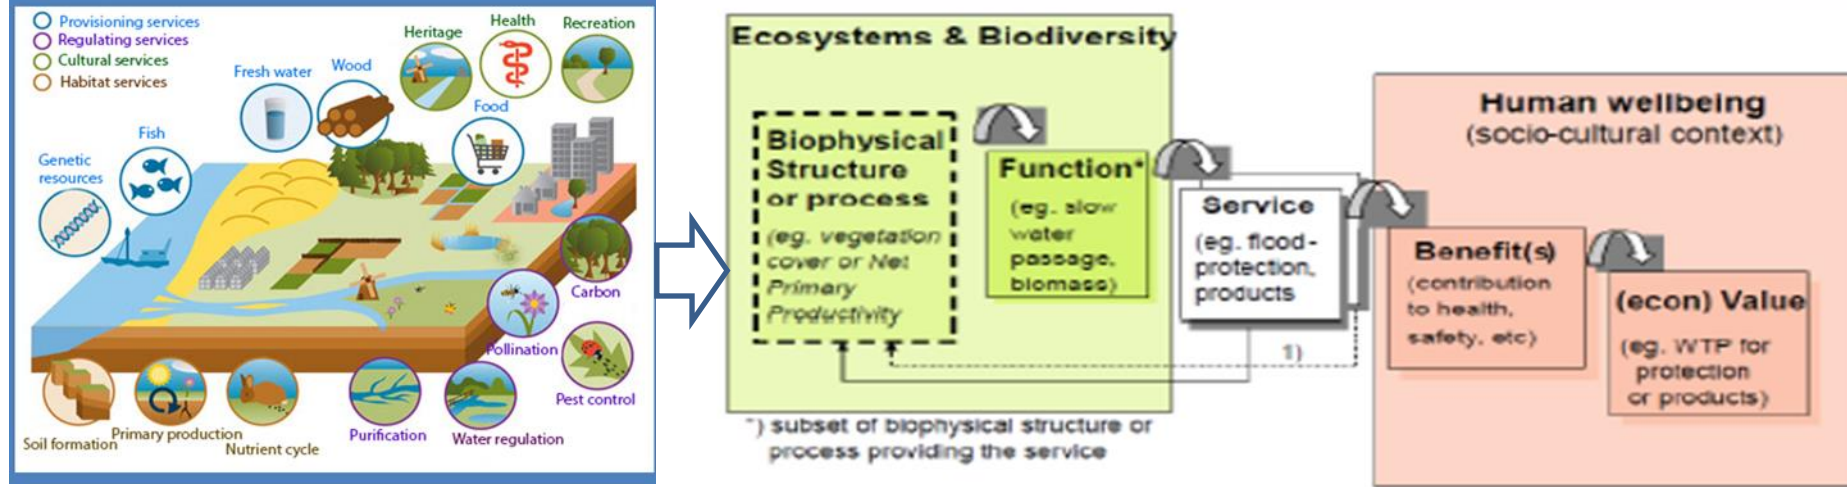 Provisioning services
Regulating services
Cultural services
Habitat services
Heritage
Health
Recreation
Fresh water
Wood
Food
Fish
Genetic
resources
Carbon
Pollination
Pest control
Soil formation
Primary production
Nutrient cycle
Purification
Water regulation
Ecosystems & Biodiversity
Biophysical
Structure
or process
(eg. vegetation
cover or Net
Primary
Productivity
Function*
(eg. slow
water
passage,
biomass)
Service
(eg. flood-
protection,
products
1)
*) subset of biophysical structure or
process providing the service
Human wellbeing
(socio-cultural context)
Benefit(s)
(contribution
to health,
safety, etc)
(econ) Value
(eg. WTP for
protection
or products)